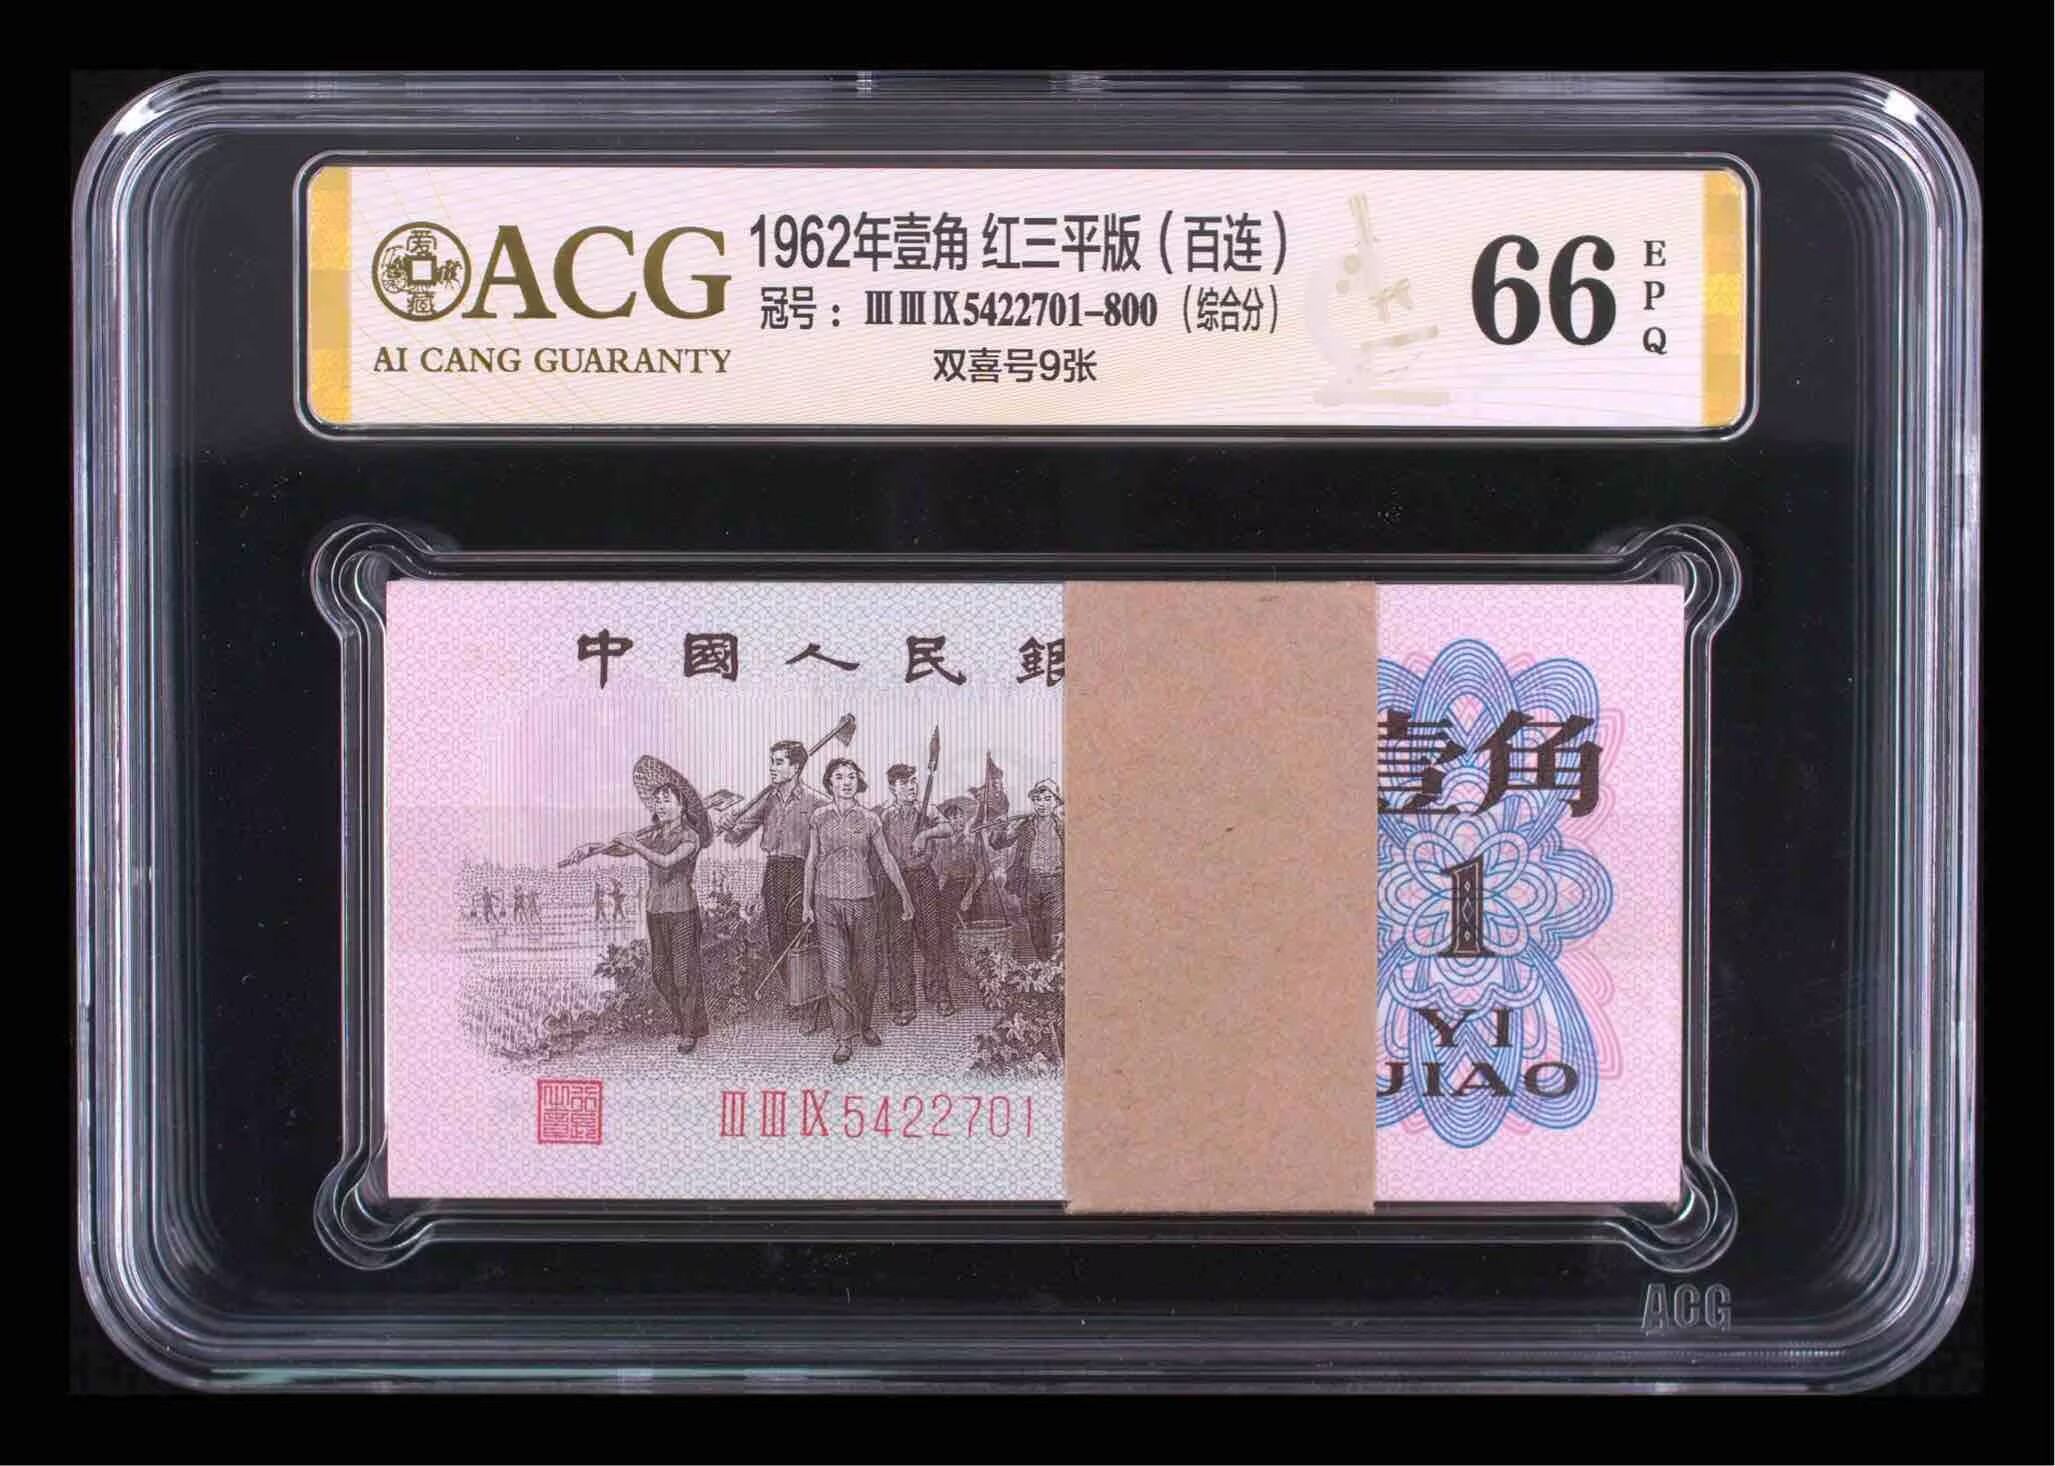 ACG
AI CANG GUARANTY
1962年壹角 红三平版（百连）
冠号：ⅢⅢⅨ5422701-800（综合分）
双喜号9张
66
EPQ
中國人民銀
壹角
1
YI
JIAO
ⅢⅢⅨ5422701
ACG